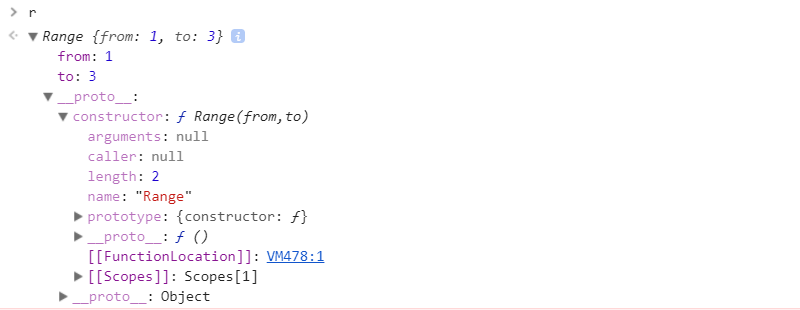 > r
Range {from: 1, to: 3} i
from: 1
to: 3
__proto__:
constructor: ƒ Range(from,to)
arguments: null
caller: null
length: 2
name: "Range"
prototype: {constructor: ƒ}
__proto__: ƒ ()
[[FunctionLocation]]: VM478:1
[[Scopes]]: Scopes[1]
__proto__: Object